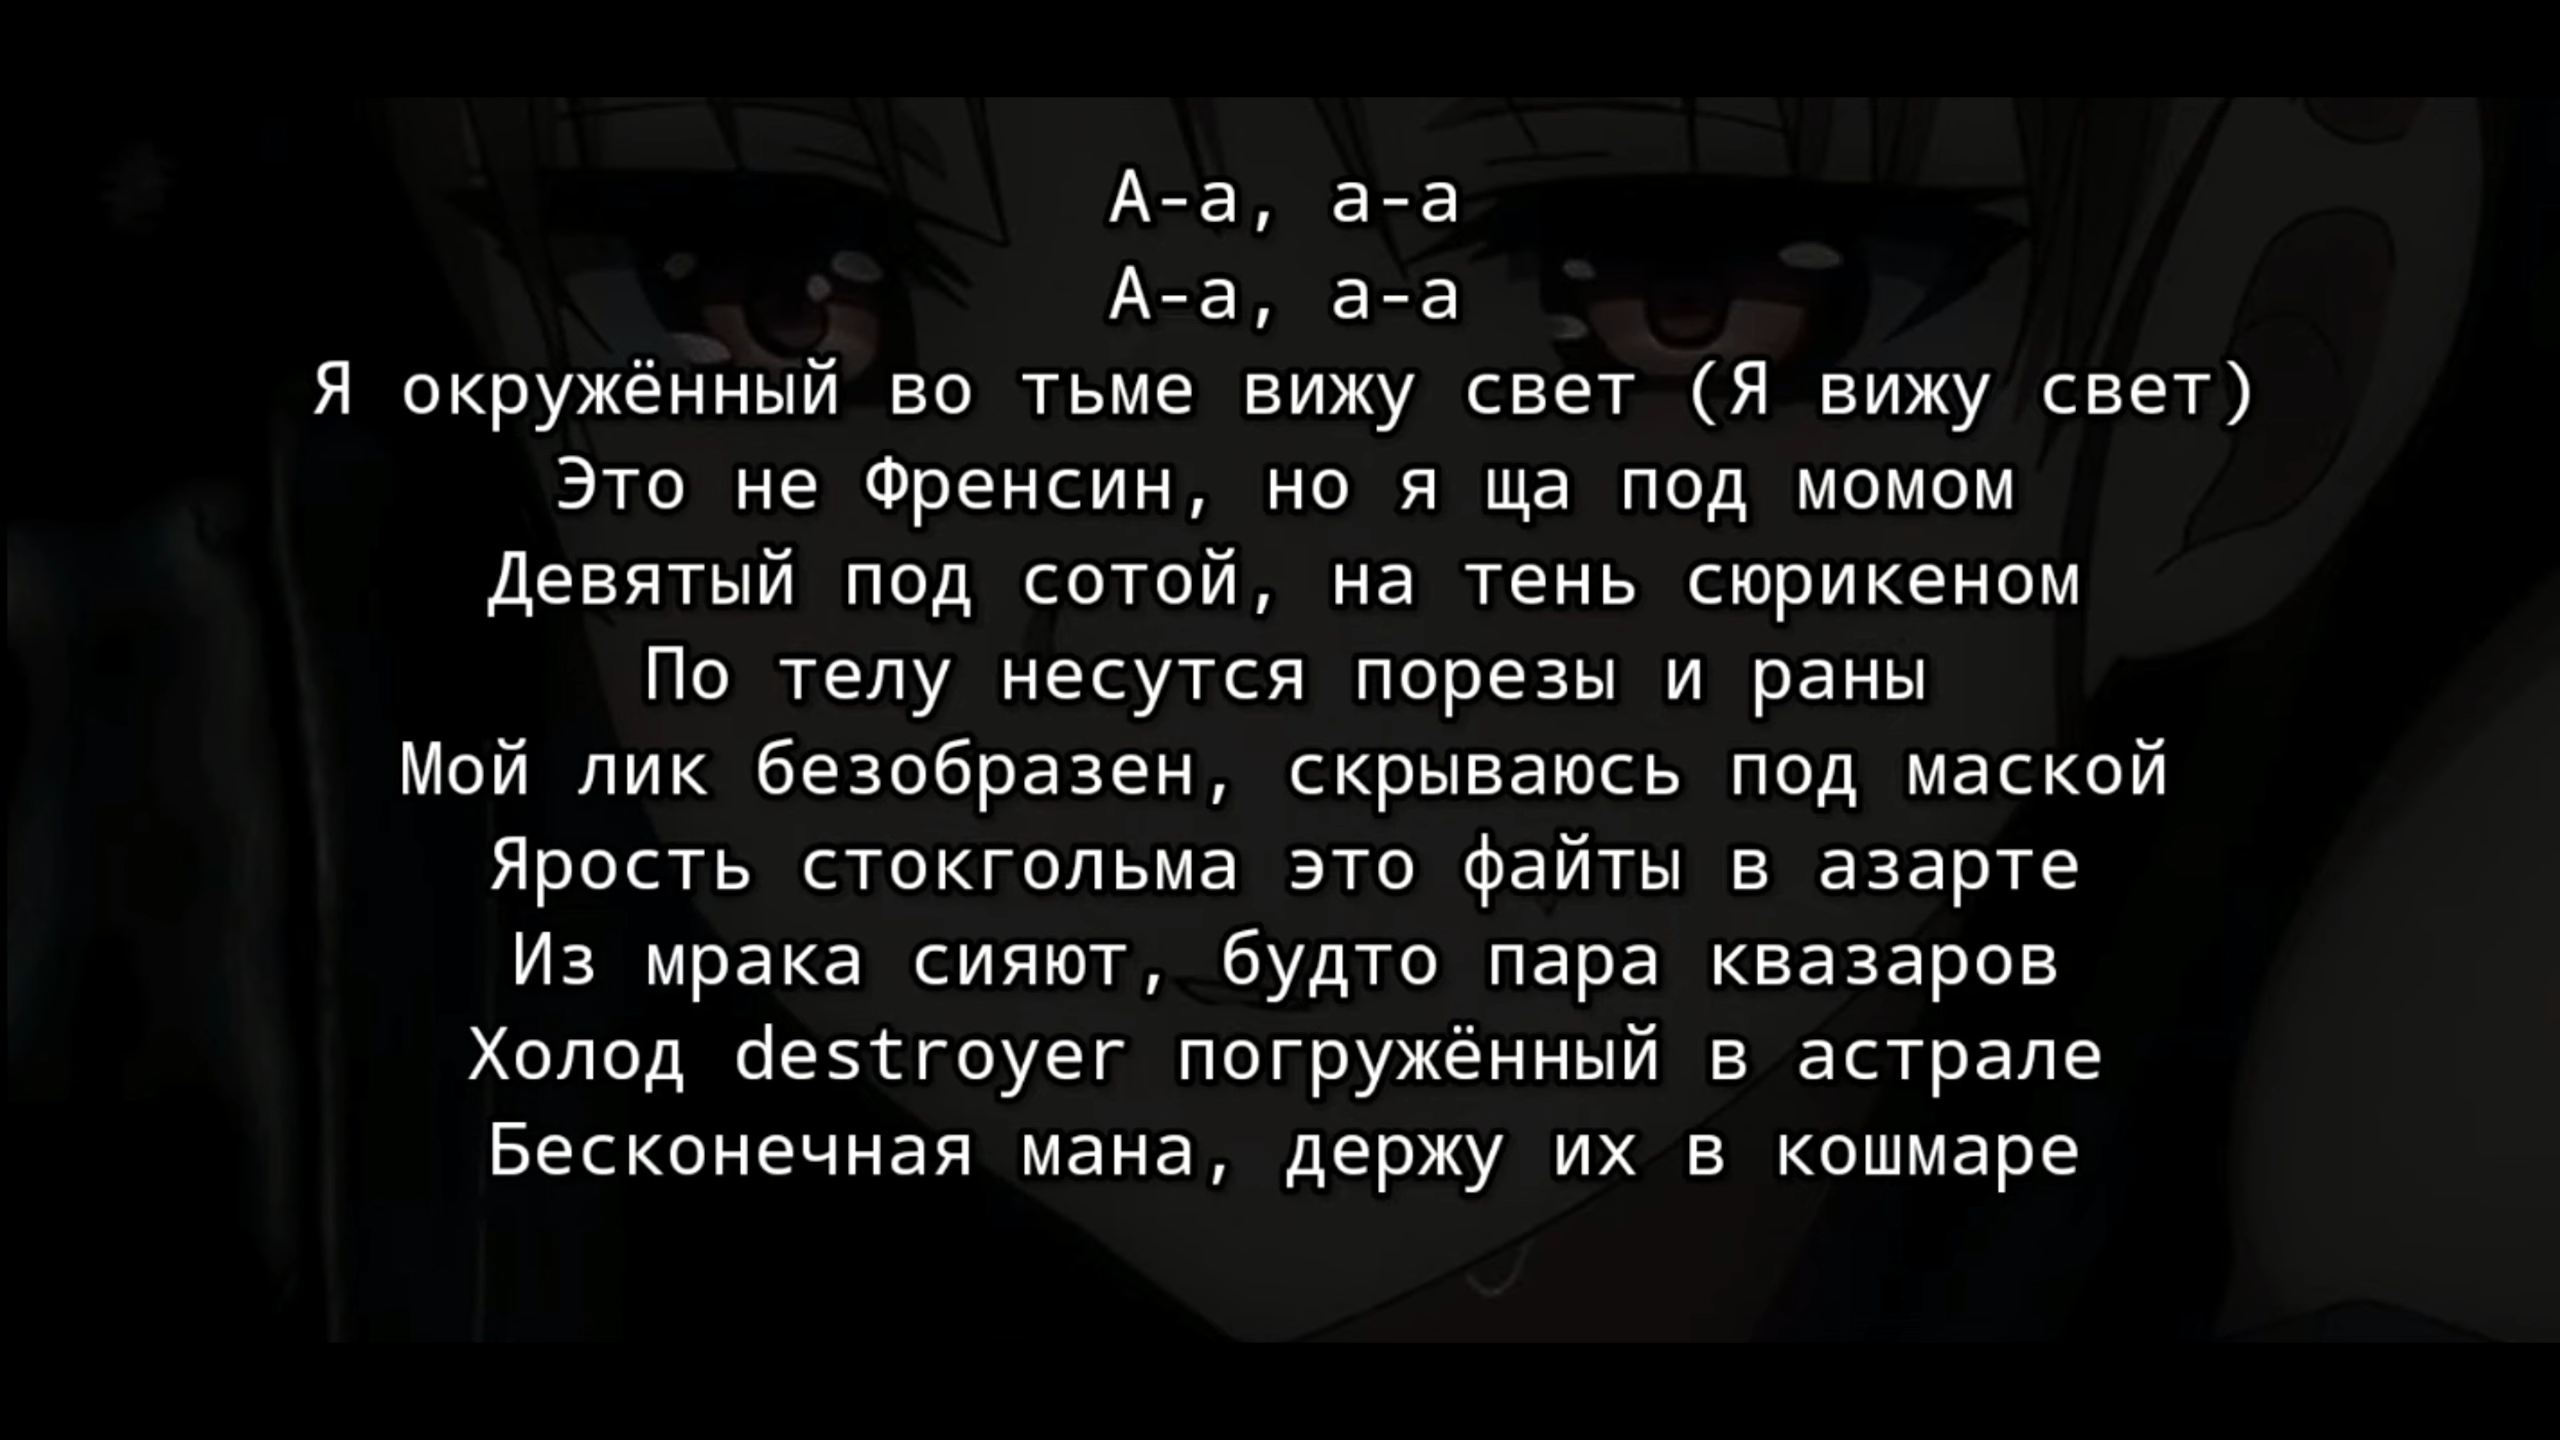 А-а, а-а
А-а, а-а
Я окружённый во тьме вижу свет (Я вижу свет)
Это не Френсин, но я ща под момом
Девятый под сотой, на тень сюрикеном
По телу несутся порезы и раны
Мой лик безобразен, скрываюсь под маской
Ярость стокгольма это файты в азарте
Из мрака сияют, будто пара квазаров
Холод destroyer погружённый в астрале
Бесконечная мана, держу их в кошмаре